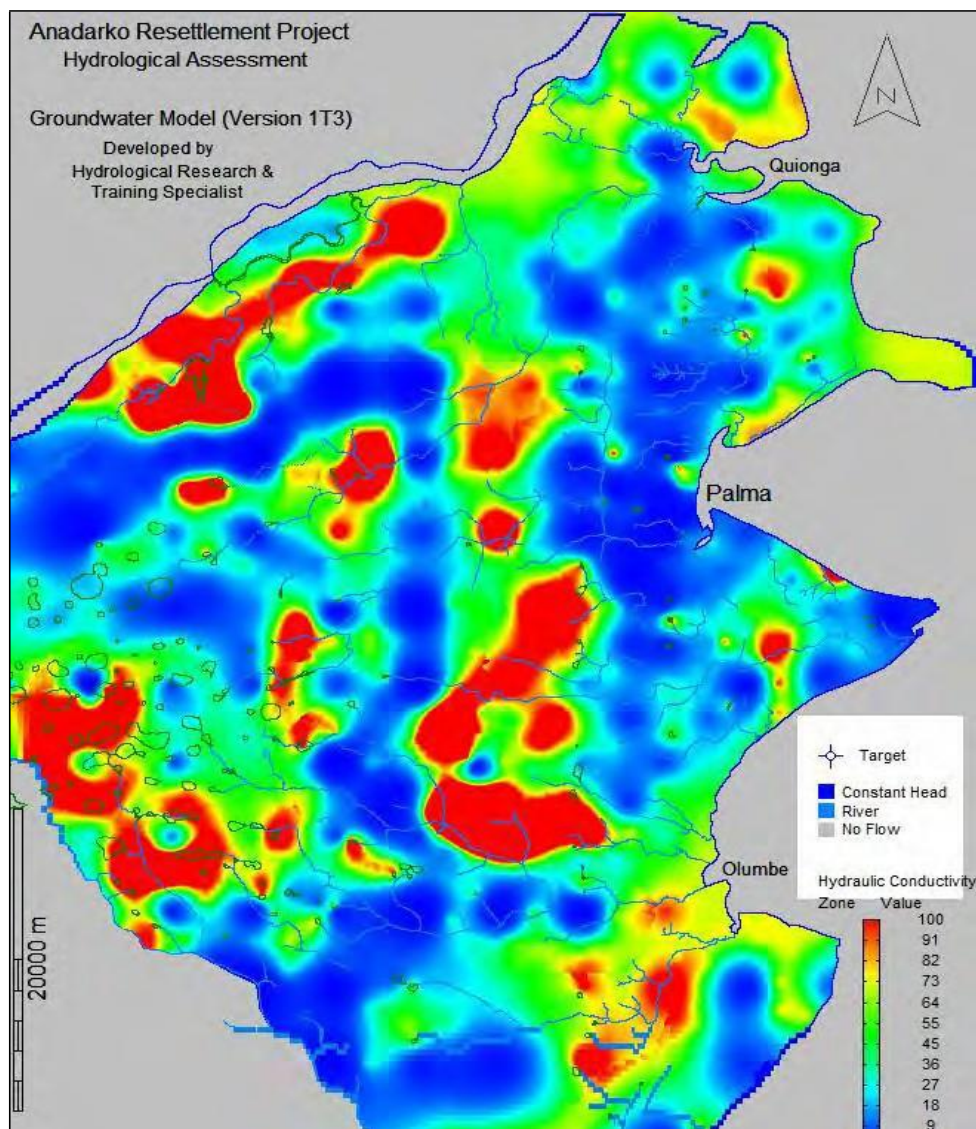 Anadarko Resettlement Project
Hydrological Assessment
Groundwater Model (Version 1T3)
Developed by
Hydrological Research &
Training Specialist
N
Quionga
Palma
Target
Constant Head
River
No Flow
Olumbe
Hydraulic Conductivity
Zone Value
100
91
82
73
64
55
45
36
27
18
9
20000 m